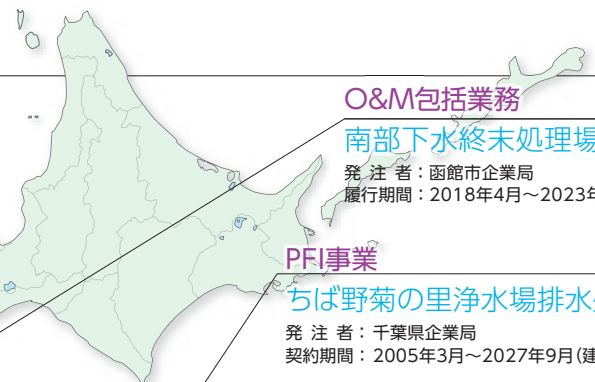 O&M包括業務
南部下水終末処理場
発 注 者：函館市企業局
履行期間：2018年4月～2023年
PFI事業
ちば野菊の里浄水場排水
発 注 者：千葉県企業局
契約期間：2005年3月～2027年9月（建